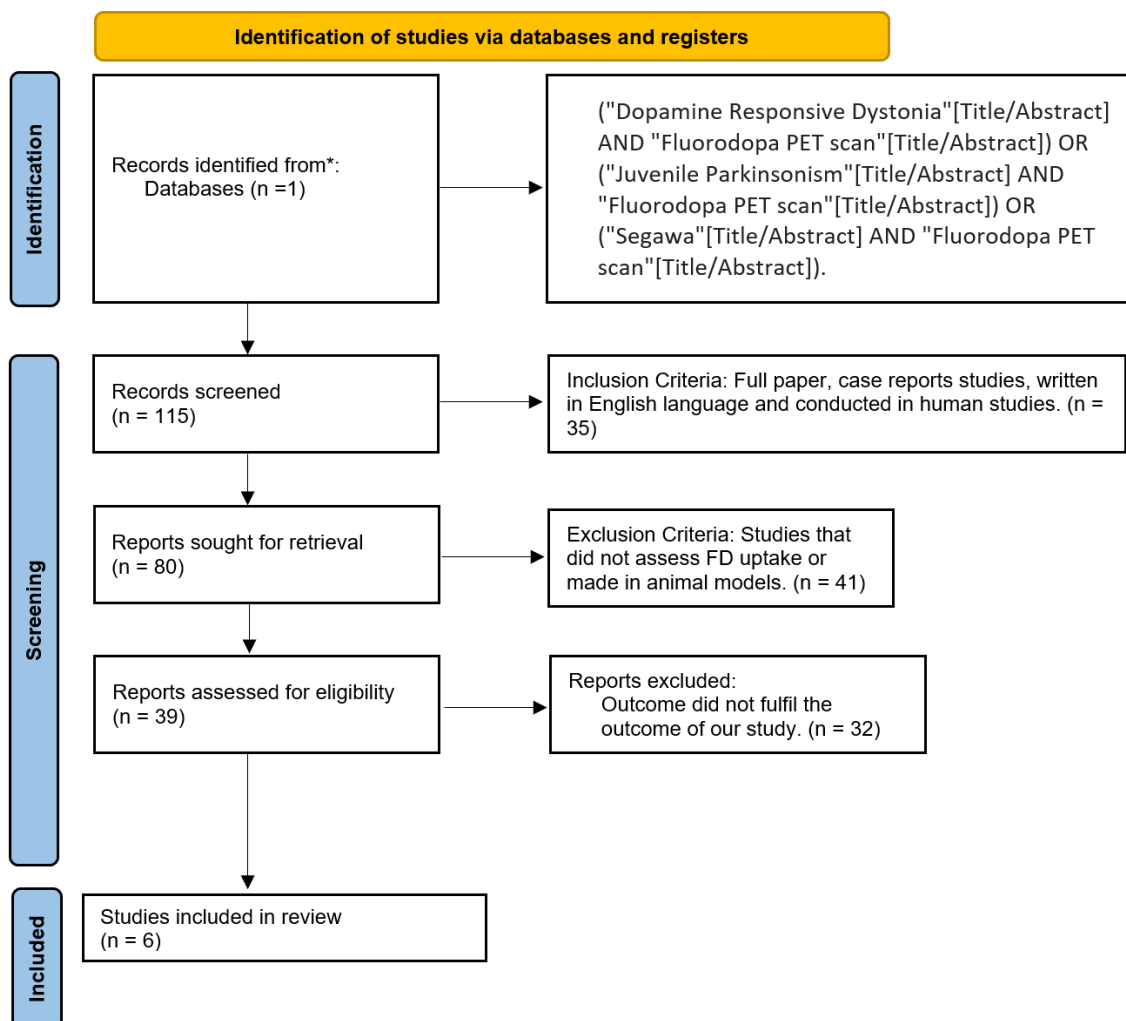 Identification of studies via databases and registers
Identification
Records identified from*:
Databases (n =1)
("Dopamine Responsive Dystonia"[Title/Abstract]
AND "Fluorodopa PET scan"[Title/Abstract]) OR
("Juvenile Parkinsonism"[Title/Abstract] AND
"Fluorodopa PET scan"[Title/Abstract]) OR
("Segawa"[Title/Abstract] AND "Fluorodopa PET
scan"[Title/Abstract]).
Screening
Records screened
(n = 115)
Inclusion Criteria: Full paper, case reports studies, written
in English language and conducted in human studies. (n =
35)
Reports sought for retrieval
(n = 80)
Exclusion Criteria: Studies that
did not assess FD uptake or
made in animal models. (n = 41)
Reports assessed for eligibility
(n = 39)
Reports excluded:
Outcome did not fulfil the
outcome of our study. (n = 32)
Included
Studies included in review
(n = 6)